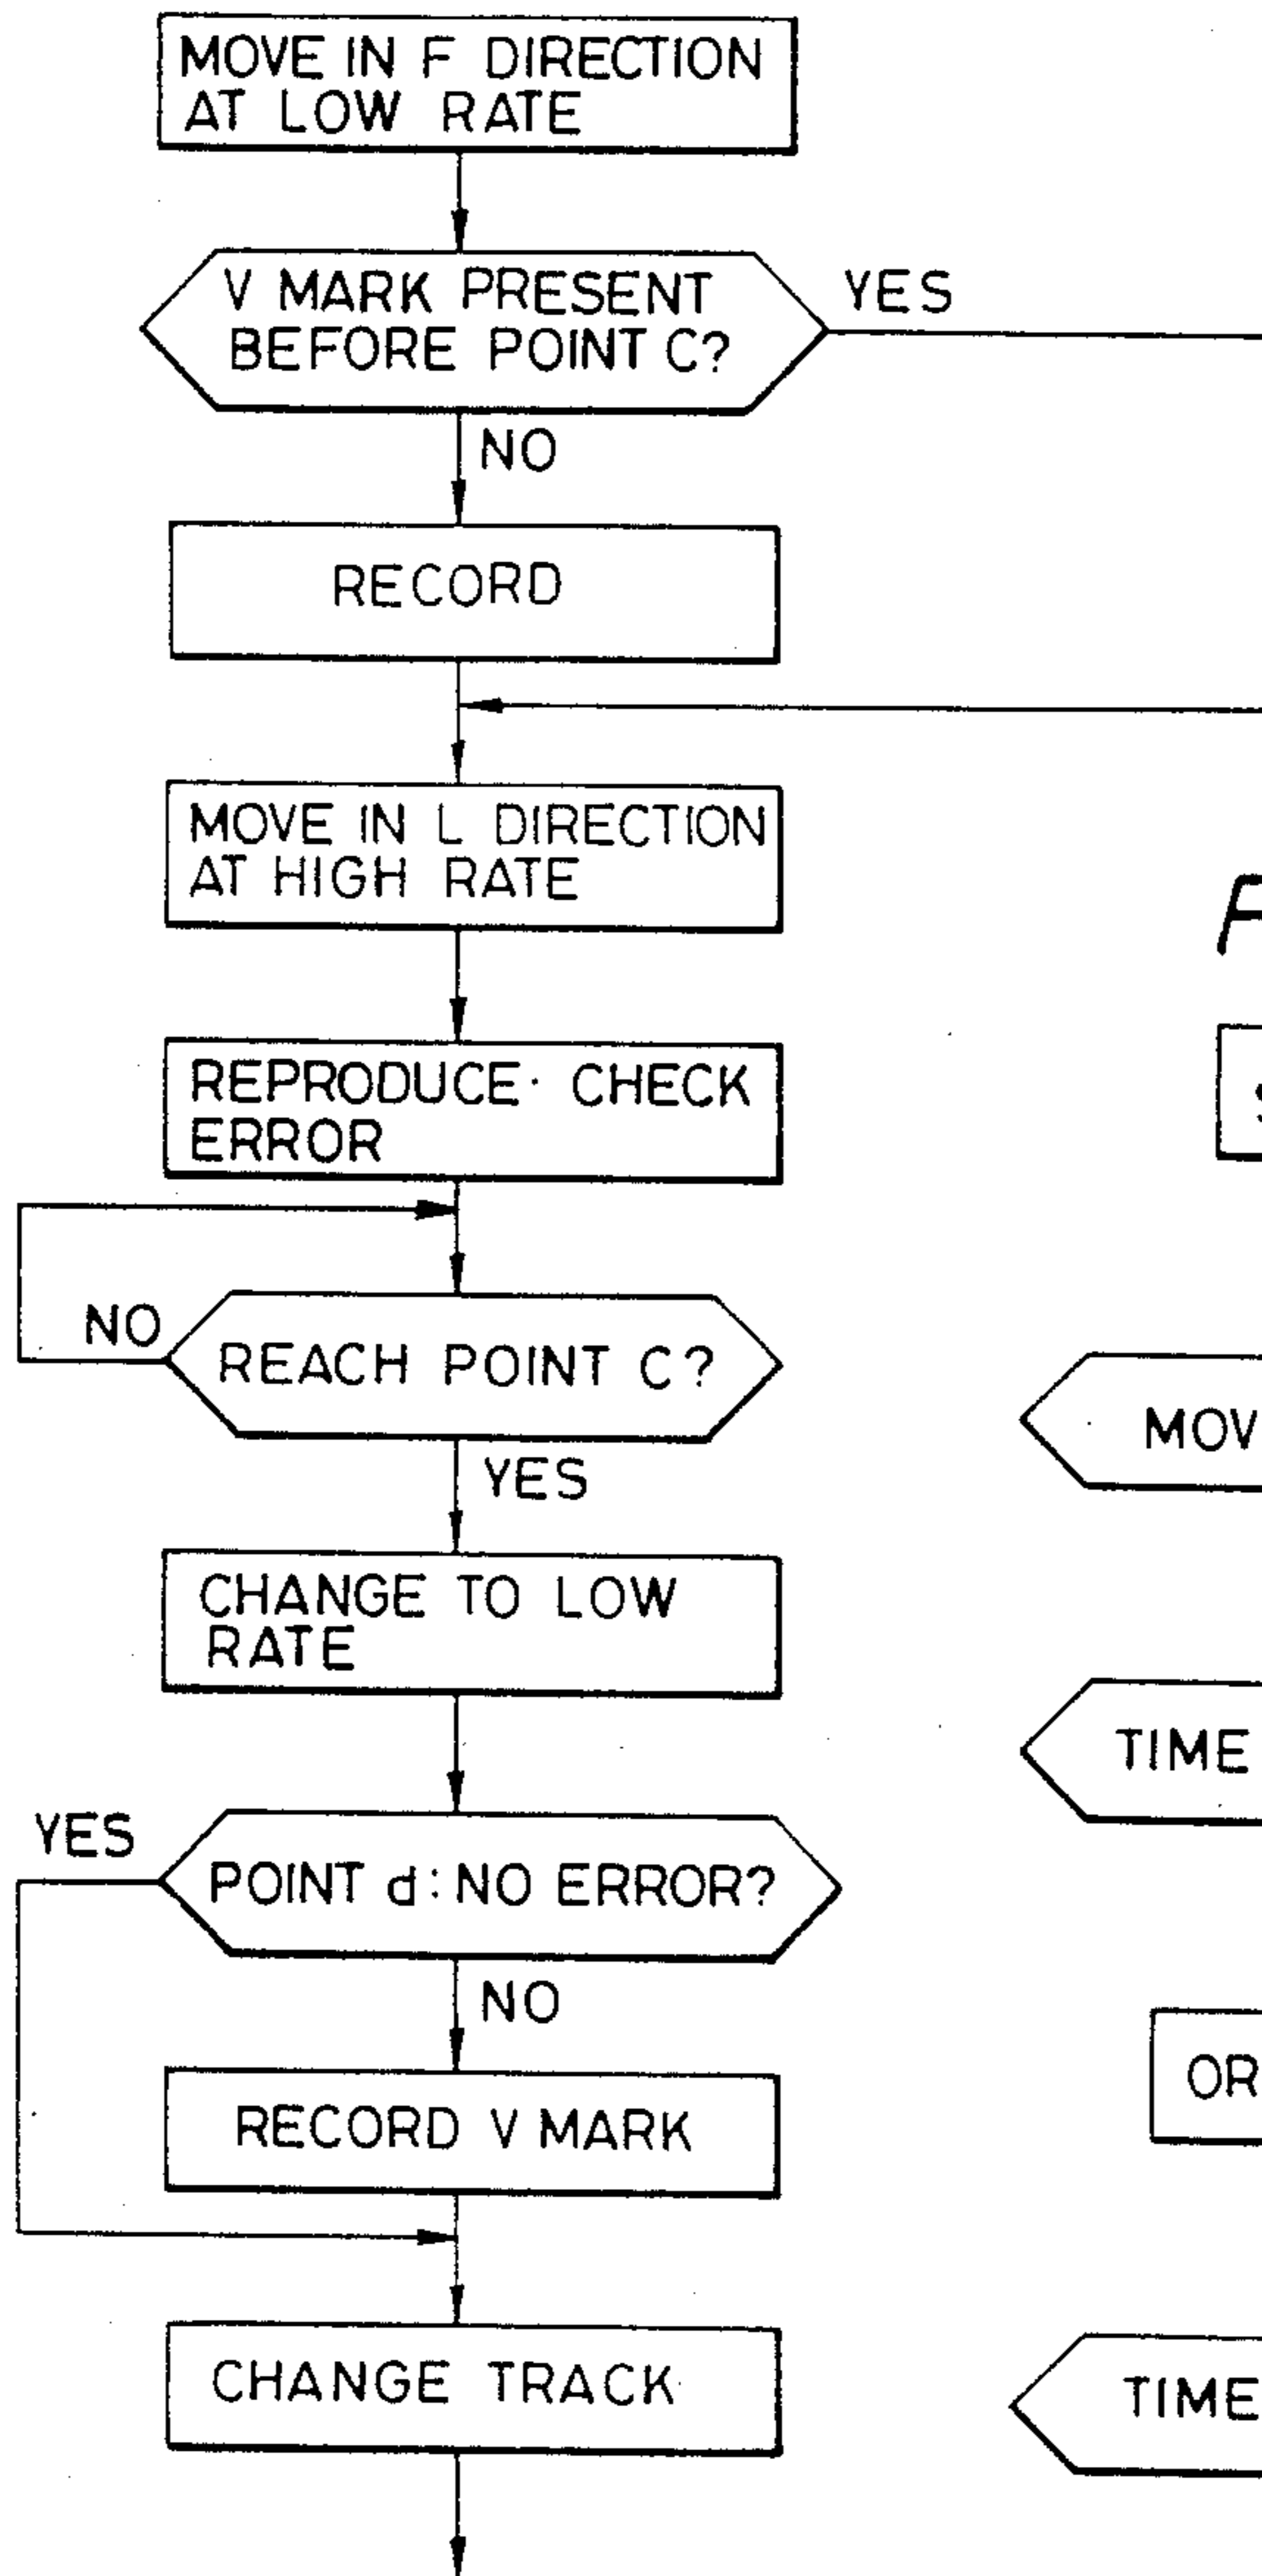 MOVE IN F DIRECTION
AT LOW RATE
V MARK PRESENT
BEFORE POINT C?
YES
NO
RECORD
MOVE IN L DIRECTION
AT HIGH RATE
REPRODUCE · CHECK
ERROR
NO
REACH POINT C?
YES
CHANGE TO LOW
RATE
YES
POINT d : NO ERROR?
NO
RECORD V MARK
CHANGE TRACK
MOV
TIME
OR
TIME